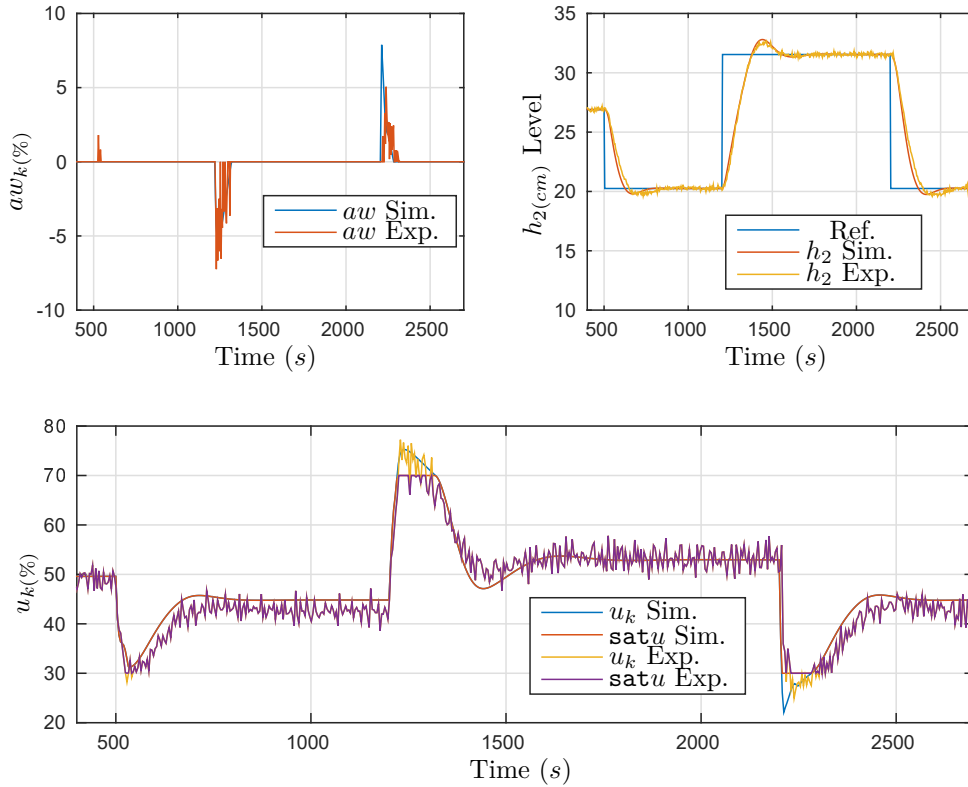 10
5
0
-5
-10
aw_k(%)
500 1000 1500 2000 2500
Time (s)
aw Sim.
aw Exp.
35
30
25
20
15
10
h_2(cm) Level
500 1000 1500 2000 2500
Time (s)
Ref.
h_2 Sim.
h_2 Exp.
80
70
60
50
40
30
20
u_k(%)
500 1000 1500 2000 2500
Time (s)
u_k Sim.
satu Sim.
u_k Exp.
satu Exp.